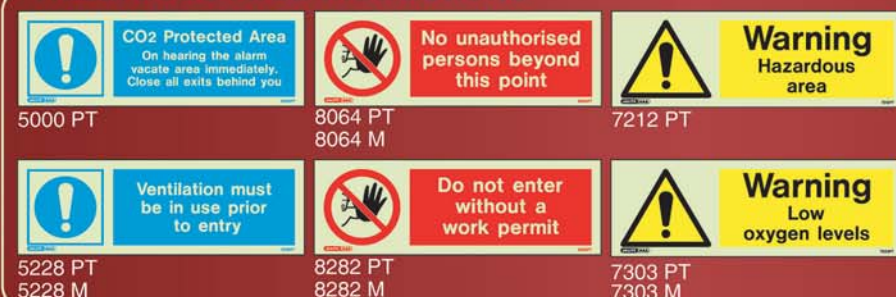 CO2 Protected Area
On hearing the alarm
vacate area immediately.
Close all exits behind you
5000 PT
No unauthorised
persons beyond
this point
8064 PT
8064 M
Warning
Hazardous
area
7212 PT
Ventilation must
be in use prior
to entry
5228 PT
5228 M
Do not enter
without a
work permit
8282 PT
8282 M
Warning
Low
oxygen levels
7303 PT
7303 M